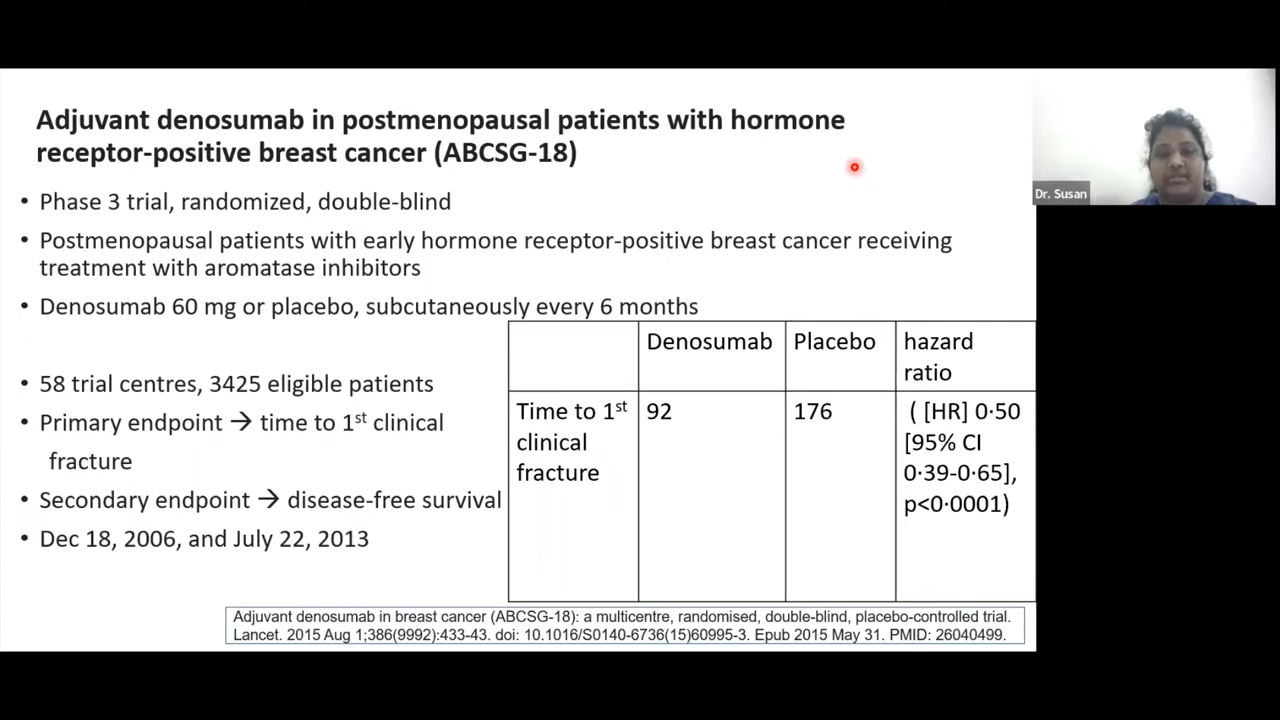 Adjuvant denosumab in postmenopausal patients with hormone
receptor-positive breast cancer (ABCSG-18)
Dr. Susan
• Phase 3 trial, randomized, double-blind
• Postmenopausal patients with early hormone receptor-positive breast cancer receiving
treatment with aromatase inhibitors
• Denosumab 60 mg or placebo, subcutaneously every 6 months
• 58 trial centres, 3425 eligible patients
• Primary endpoint → time to 1st clinical
fracture
• Secondary endpoint → disease-free survival
• Dec 18, 2006, and July 22, 2013
Denosumab
Placebo
hazard
ratio
Time to 1st
clinical
fracture
92
176
( [HR] 0·50
[95% CI
0·39-0·65],
p<0·0001)
Adjuvant denosumab in breast cancer (ABCSG-18): a multicentre, randomised, double-blind, placebo-controlled trial.
Lancet. 2015 Aug 1;386(9992):433-43. doi: 10.1016/S0140-6736(15)60995-3. Epub 2015 May 31. PMID: 26040499.